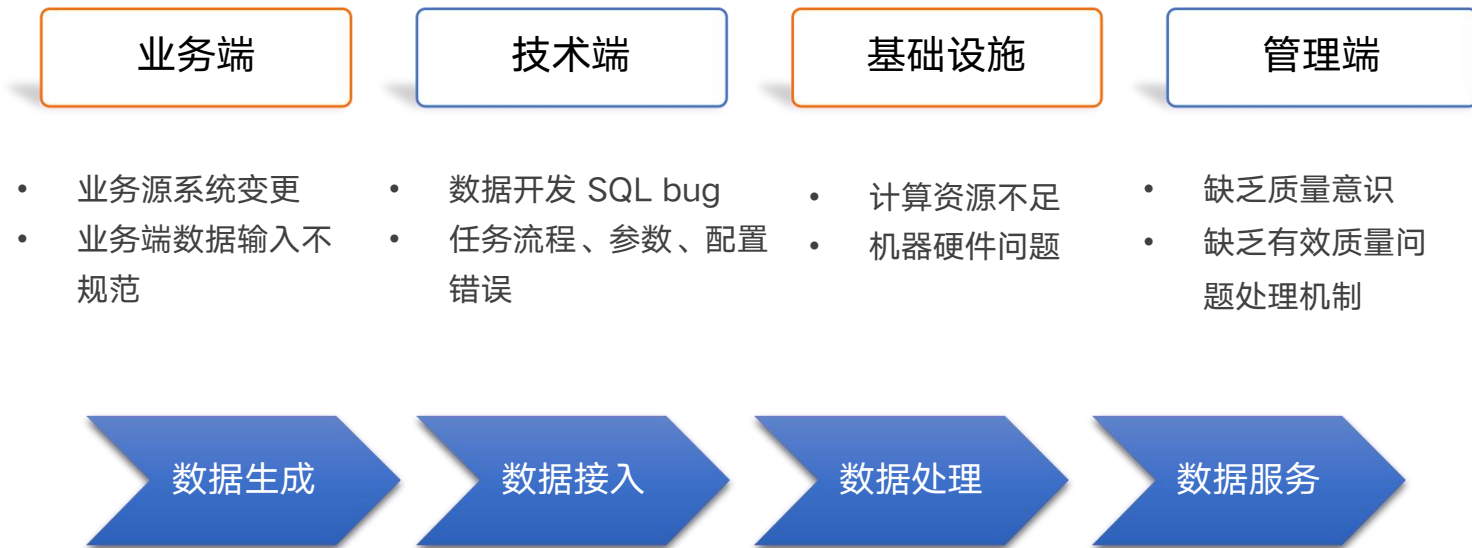 业务端
技术端
基础设施
管理端
• 业务源系统变更
• 业务端数据输入不
规范
• 数据开发 SQL bug
• 任务流程、参数、配置
错误
• 计算资源不足
• 机器硬件问题
• 缺乏质量意识
• 缺乏有效质量问
题处理机制
数据生成
数据接入
数据处理
数据服务